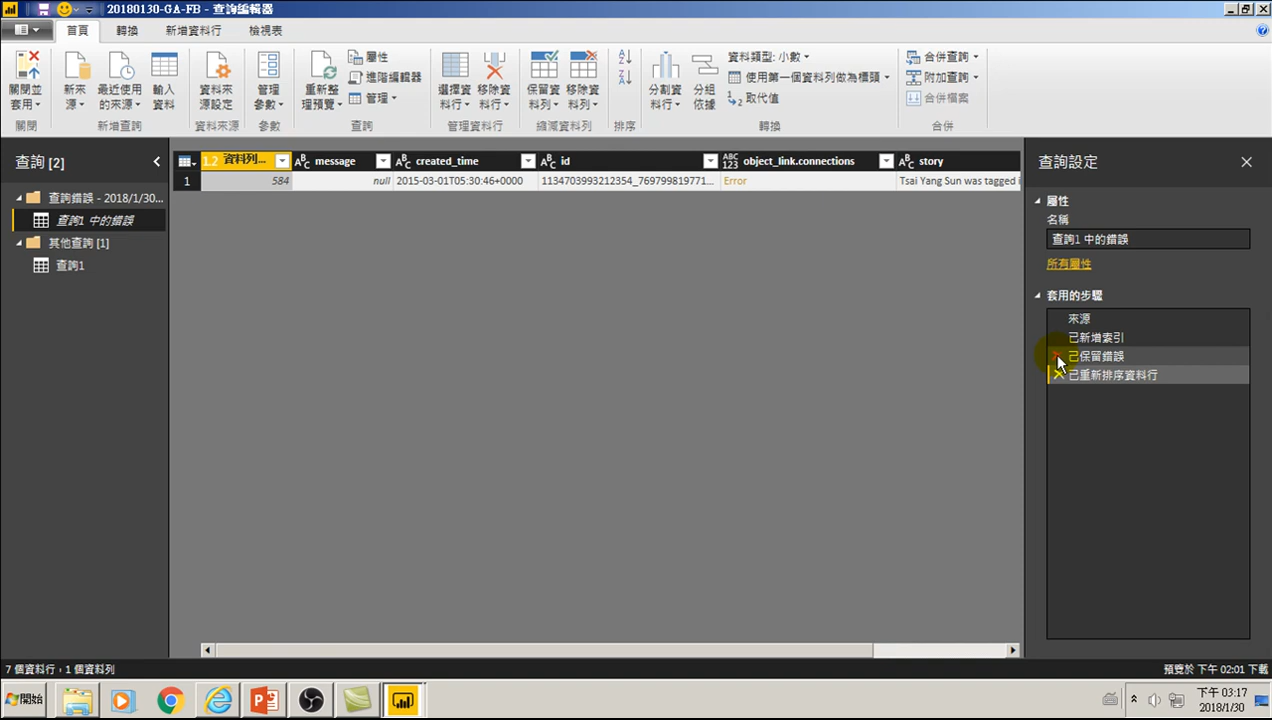 20180130-GA-FB - 查詢編輯器
首頁 轉換 新增資料行 檢視表
關閉並套用
新來源
最近使用的來源
輸入資料
資料來源設定
管理參數
重新整理預覽
屬性
進階編輯器
管理
選擇資料行
移除資料行
保留資料列
移除資料列
分割資料行
分組依據
資料類型: 小數
使用第一個資料列做為標頭
取代值
合併查詢
附加查詢
合併檔案
關閉 新增查詢 資料來源 參數 查詢 管理資料行 縮減資料列 排序 轉換 合併
查詢 [2]
查詢錯誤 - 2018/1/30...
查詢1 中的錯誤
其他查詢 [1]
查詢1
1.2 資料列... ABC message ABC created_time ABC id ABC 123 object_link.connections ABC story
1 584 null 2015-03-01T05:30:46+0000 1134703993212354_769799819771... Error Tsai Yang Sun was tagged i
查詢設定
屬性
名稱
查詢1 中的錯誤
所有屬性
套用的步驟
來源
已新增索引
已保留錯誤
已重新排序資料行
7 個資料行，1 個資料列
預覽於 下午 02:01 下載
開始
下午 03:17
2018/1/30